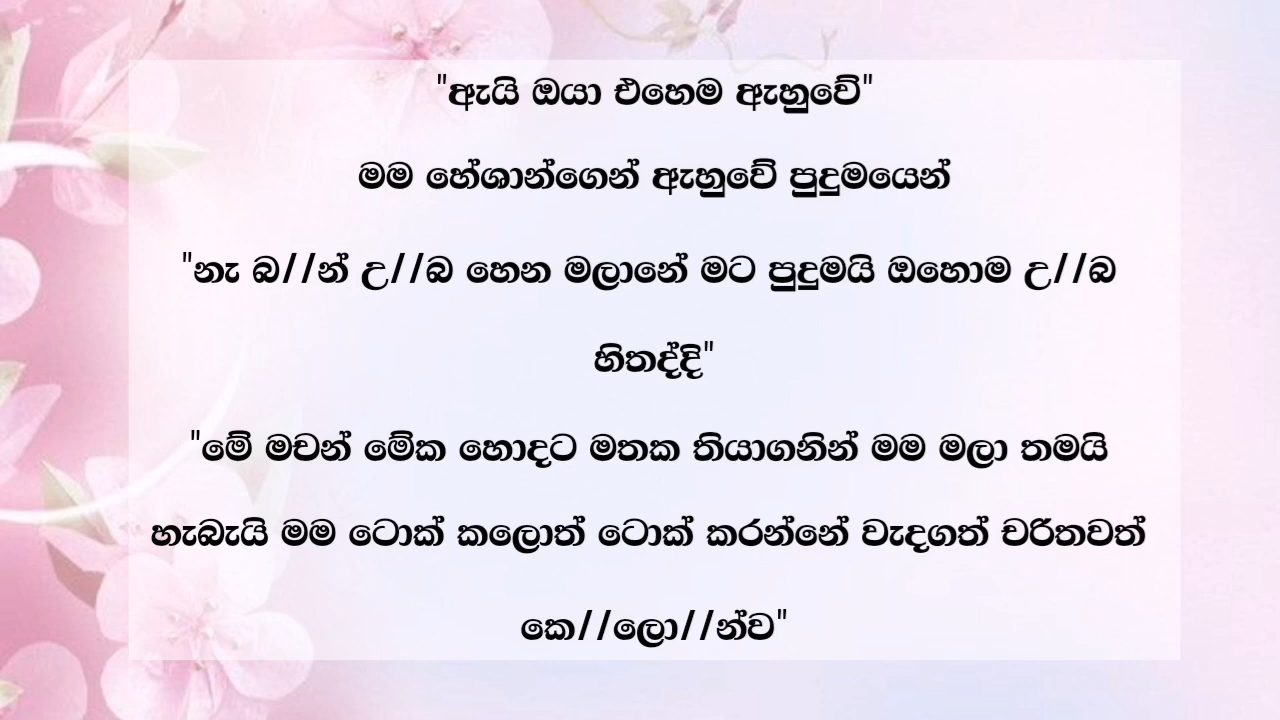 "ඇයි ඔයා එහෙම ඇහුවේ"
මම හේශාන්ගෙන් ඇහුවේ පුදුමයෙන්
"නැ බ//න් උ//බ හෙන මලානේ මට පුදුමයි ඔහොම උ//බ
හිතද්දි"
"මේ මචන් මේක හොදට මතක තියාගනින් මම මලා තමයි
හැබැයි මම ටොක් කලොත් ටොක් කරන්නේ වැදගත් චරිතවත්
කෙ//ලො//න්ව"